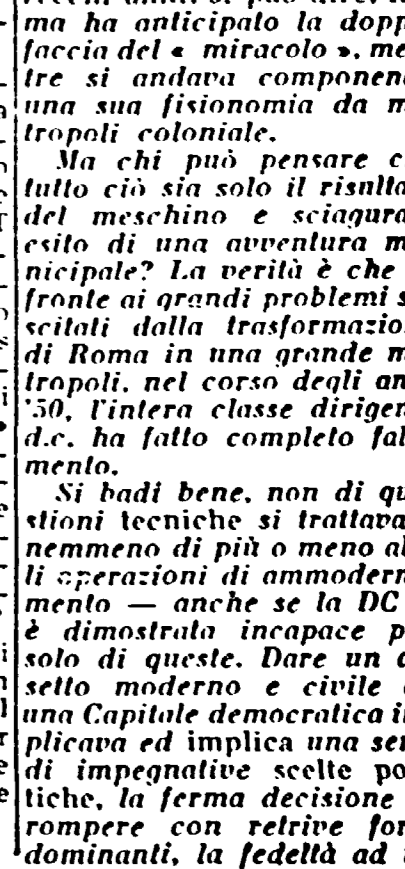 ma ha anticipato la dopp
faccia del « miracolo », me
tre si andava componen
una sua fisionomia da m
tropoli coloniale.
Ma chi può pensare c
tutto ciò sia solo il risulta
del meschino e sciagura
esito di una avventura m
nicipale? La verità è che
fronte ai grandi problemi s
scitati dalla trasformazio
di Roma in una grande m
tropoli, nel corso degli an
'50, l'intera classe dirigen
d.c. ha fatto completo fal
mento.
Si badi bene, non di qu
stioni tecniche si trattava
nemmeno di più o meno al
li operazioni di ammodern
mento — anche se la DC
è dimostrata incapace p
solo di queste. Dare un a
setto moderno e civile
una Capitale democratica i
plicava ed implica una ser
di impegnative scelte po
tiche, la ferma decisione
rompere con retrive for
dominanti, la fedeltà ad